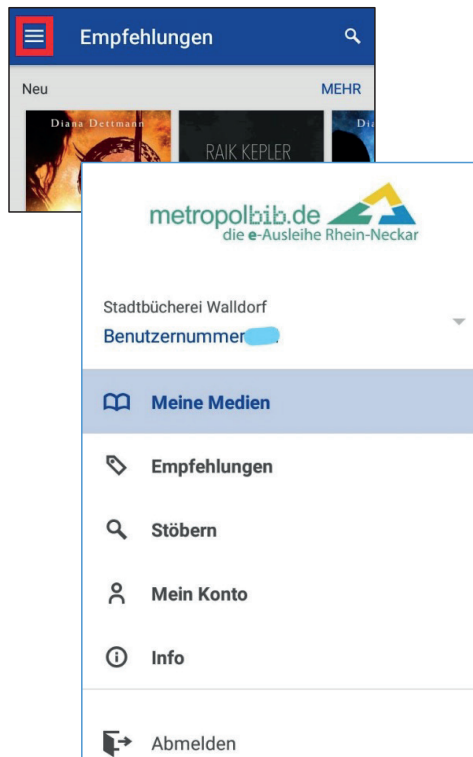 Empfehlungen
Neu
MEHR
Diana Dettmann
RAIK KEPLER
metropolbib.de
die e-Ausleihe Rhein-Neckar
Stadtbücherei Walldorf
Benutzernummer
Meine Medien
Empfehlungen
Stöbern
Mein Konto
Info
Abmelden